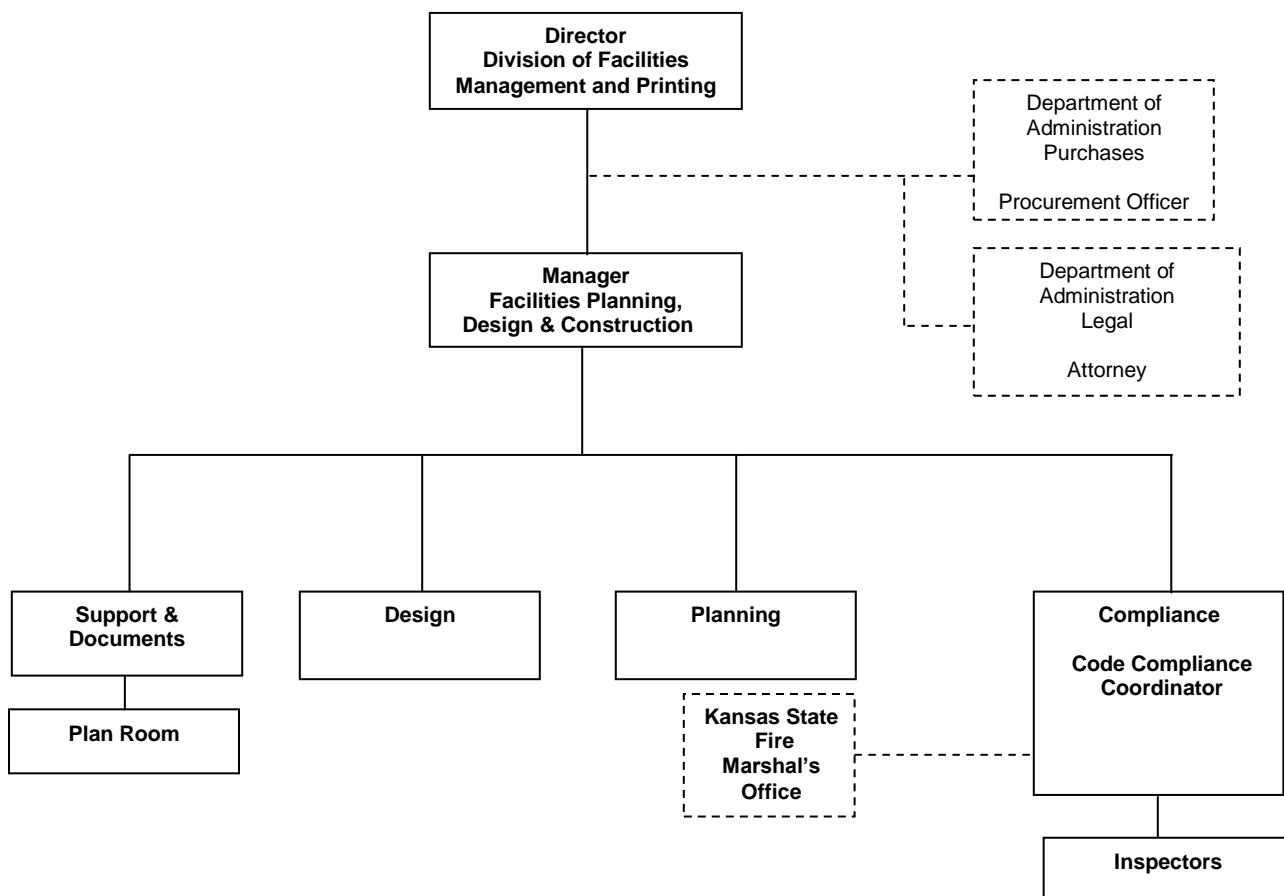 Director
Division of Facilities
Management and Printing
Department of
Administration
Purchases
Procurement Officer
Manager
Facilities Planning,
Design & Construction
Department of
Administration
Legal
Attorney
Support &
Documents
Design
Planning
Compliance
Code Compliance
Coordinator
Plan Room
Kansas State
Fire
Marshal's
Office
Inspectors